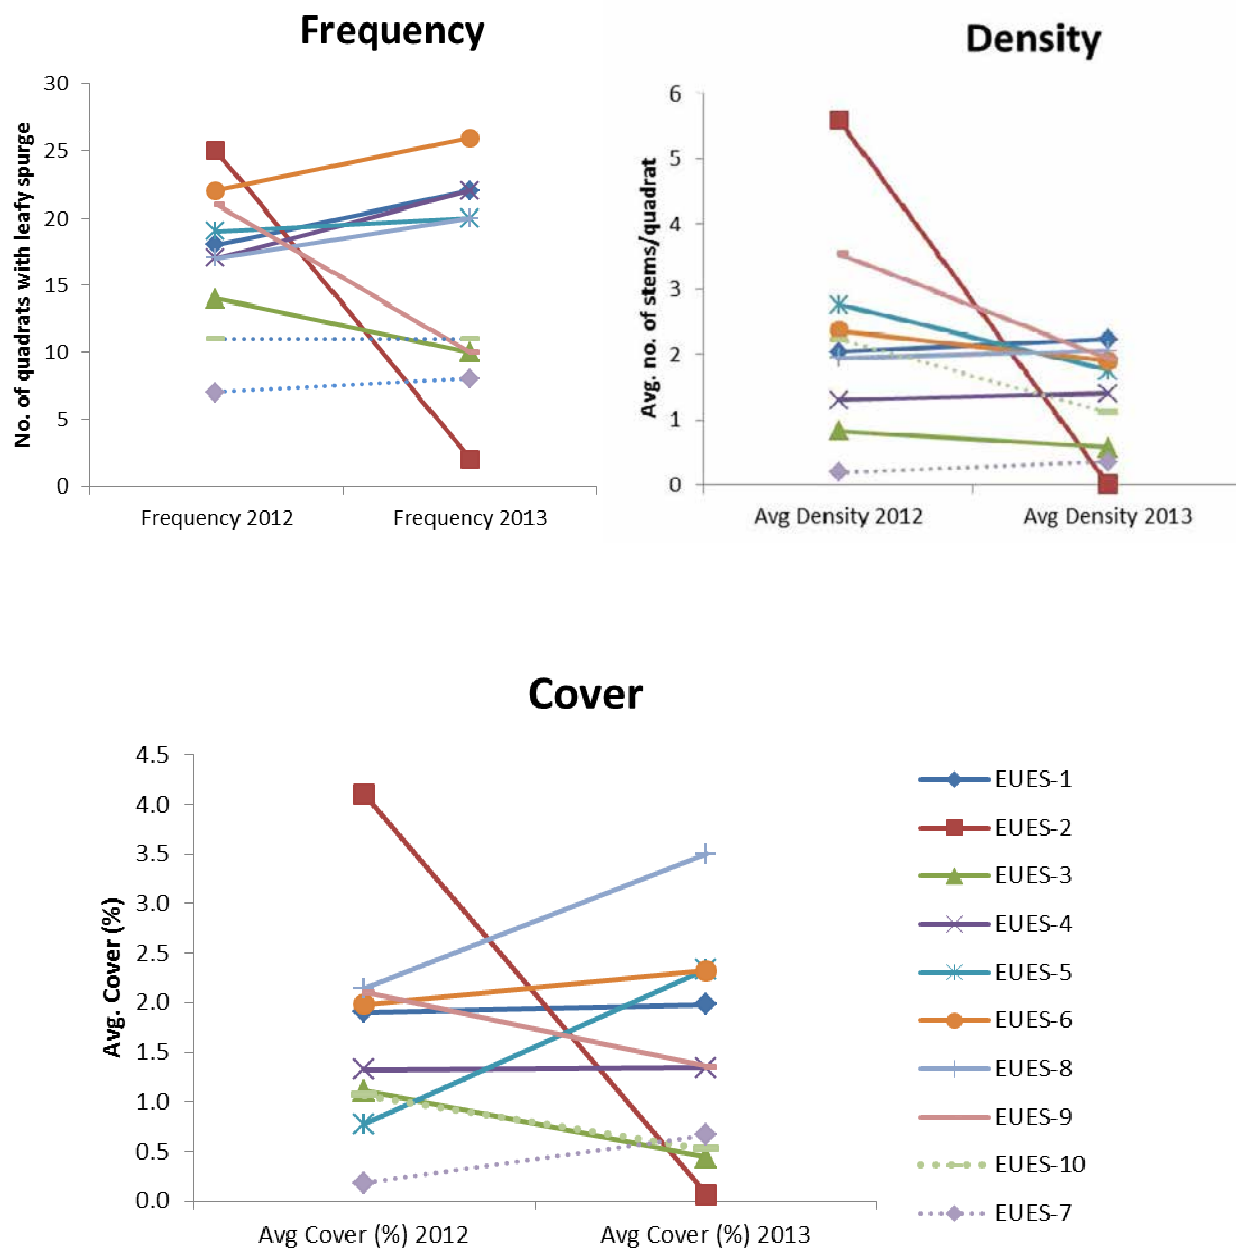 Frequency
No. of quadrats with leafy spurge
30
25
20
15
10
5
0
Frequency 2012
Frequency 2013
Density
Avg. no. of stems/quadrat
6
5
4
3
2
1
0
Avg Density 2012
Avg Density 2013
Cover
Avg. Cover (%)
4.5
4.0
3.5
3.0
2.5
2.0
1.5
1.0
0.5
0.0
Avg Cover (%) 2012
Avg Cover (%) 2013
EUES-1
EUES-2
EUES-3
EUES-4
EUES-5
EUES-6
EUES-8
EUES-9
EUES-10
EUES-7